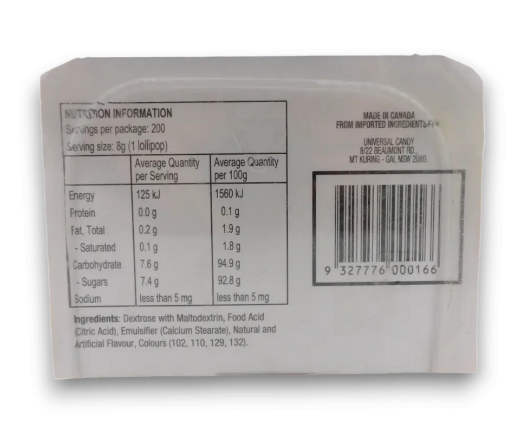 NUTRITION INFORMATION
Servings per package: 200
Serving size: 8g (1 lollipop)
Average Quantity per Serving Average Quantity per 100g
Energy 125 kJ 1560 kJ
Protein 0.0 g 0.1 g
Fat, Total 0.2 g 1.9 g
- Saturated 0.1 g 1.8 g
Carbohydrate 7.6 g 94.9 g
- Sugars 7.4 g 92.8 g
Sodium less than 5 mg less than 5 mg
Ingredients: Dextrose with Maltodextrin, Food Acid
(Citric Acid), Emulsifier (Calcium Stearate), Natural and
Artificial Flavour, Colours (102, 110, 129, 132).
MADE IN CANADA
FROM IMPORTED INGREDIENTS
UNIVERSAL CANDY
8/22 BEAUMONT RD.,
MT KURING - GAI, NSW 2080.
9 327776 000166